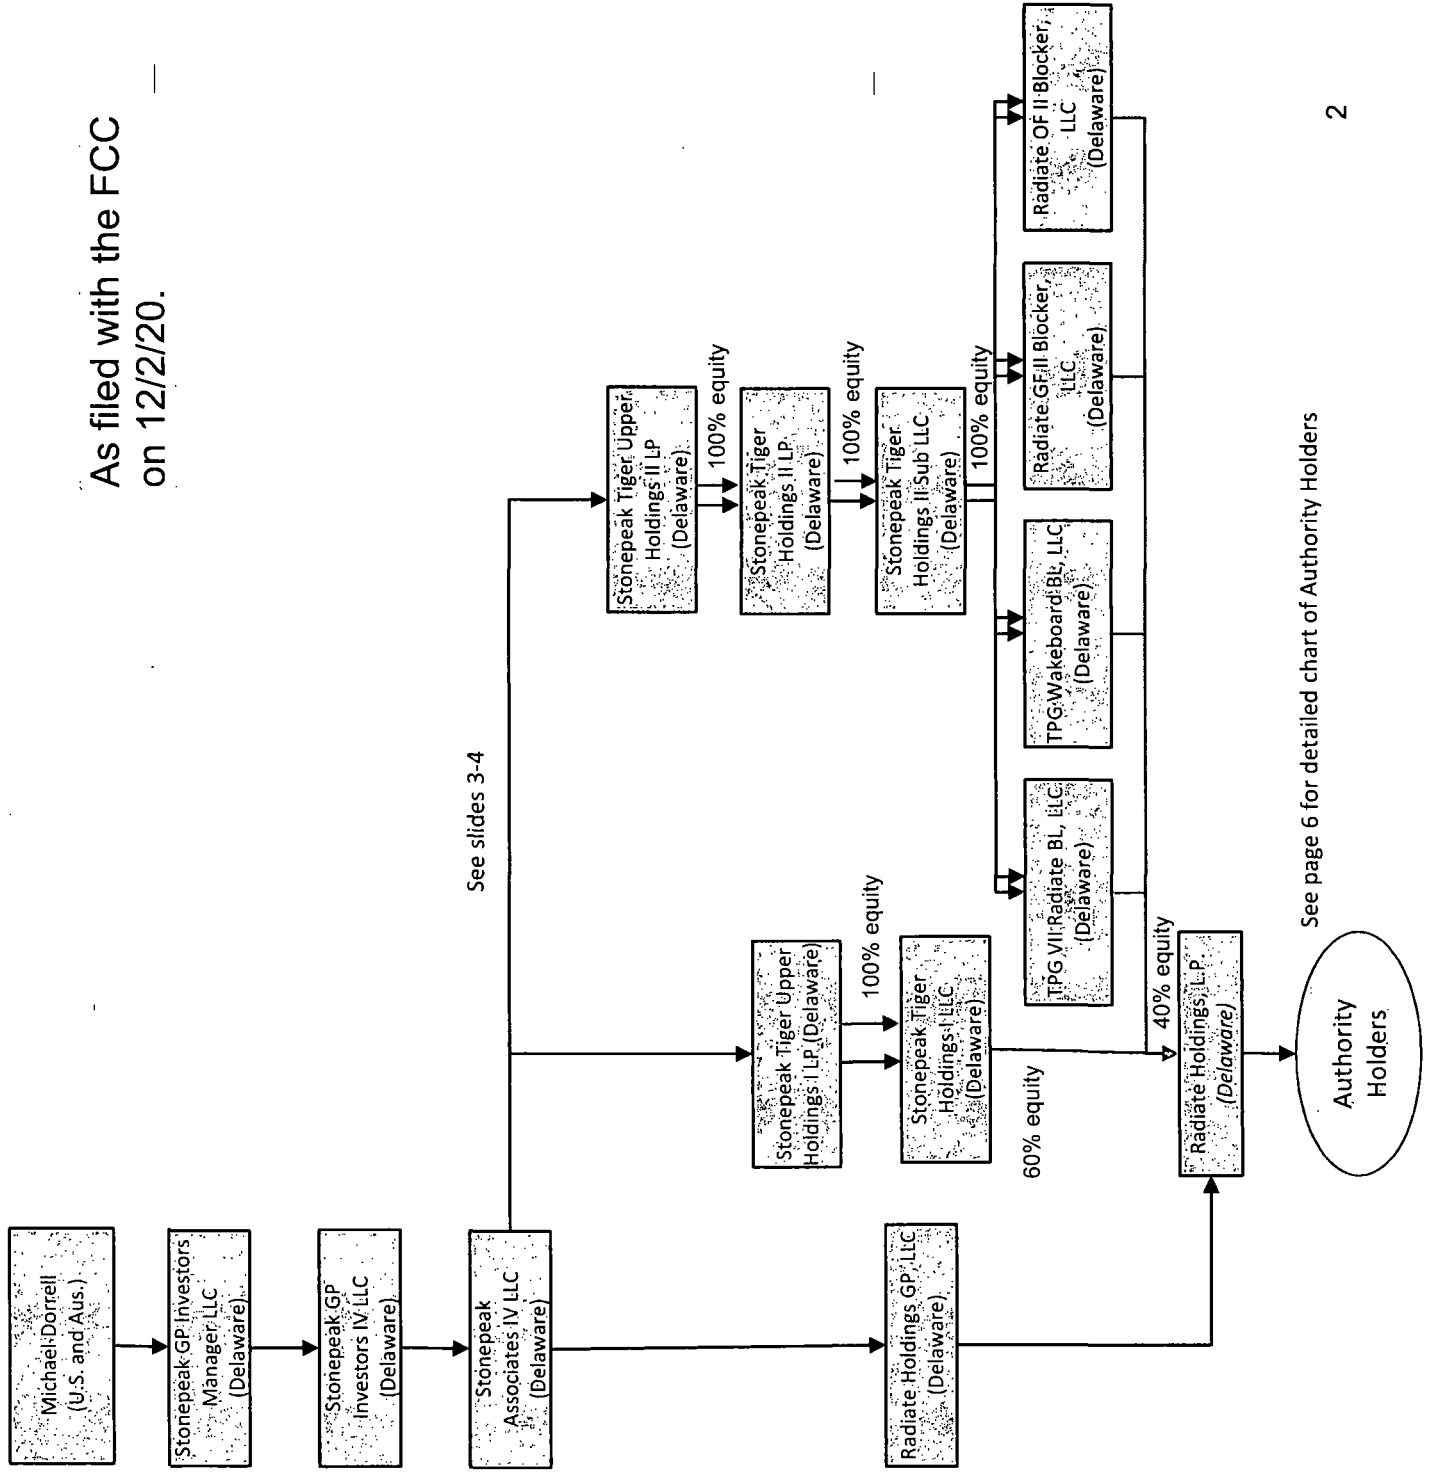 As filed with the FCC
on 12/2/20.
Michael Dorrell
(U.S. and Aus.)
Stonepeak GP Investors
Manager LLC
(Delaware)
Stonepeak GP
Investors IV LLC
(Delaware)
Stonepeak
Associates IV LLC
(Delaware)
See slides 3-4
Stonepeak Tiger Upper
Holdings II LP
(Delaware)
100% equity
Stonepeak Tiger
Holdings II LP
(Delaware)
100% equity
Stonepeak Tiger
Holdings II Sub LLC
(Delaware)
100% equity
Stonepeak Tiger Upper
Holdings I LP (Delaware)
100% equity
Stonepeak Tiger
Holdings I LLC
(Delaware)
60% equity
Radiate Holdings GP, LLC
(Delaware)
TPG VII Radiate BL, LLC
(Delaware)
TPG Wakeboard BL, LLC
(Delaware)
Radiate GF II Blocker,
LLC
(Delaware)
Radiate OF II Blocker,
LLC
(Delaware)
40% equity
Radiate Holdings, L.P.
(Delaware)
Authority
Holders
See page 6 for detailed chart of Authority Holders
2